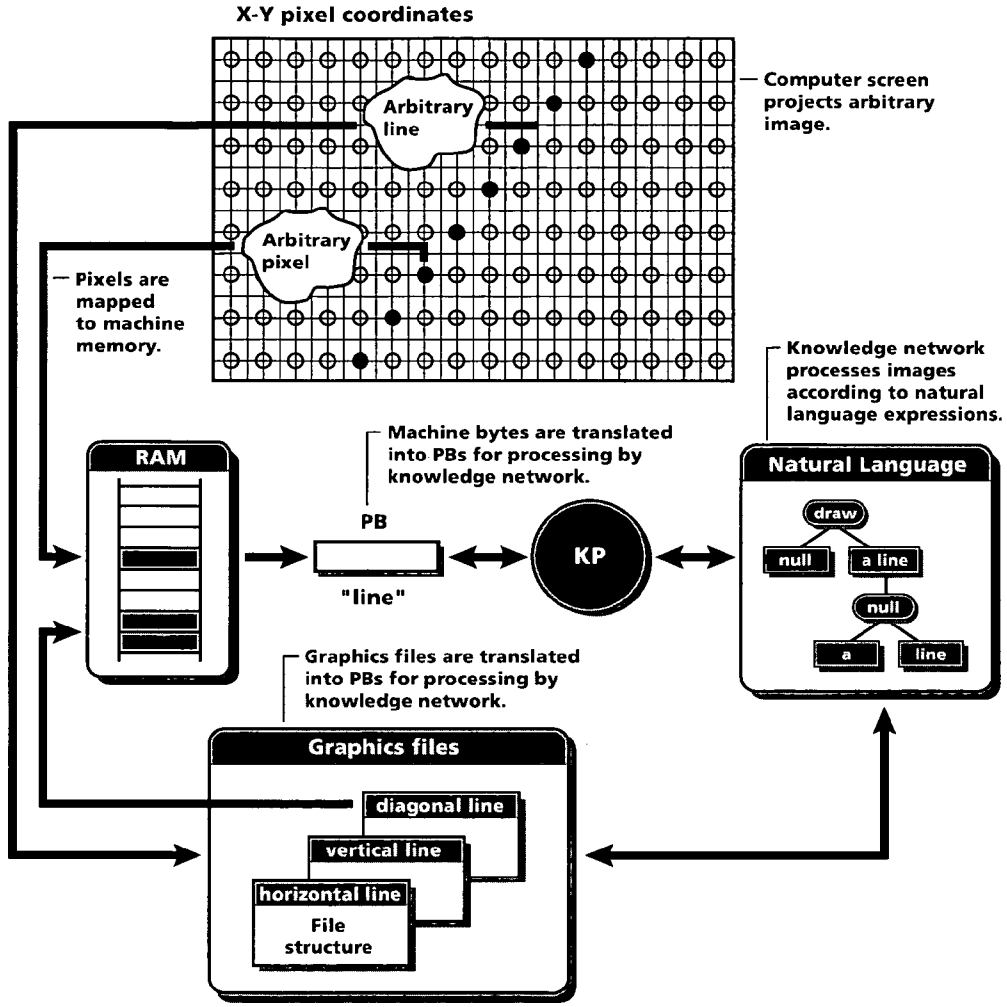 X-Y pixel coordinates
Arbitrary
line
Computer screen
projects arbitrary
image.
Arbitrary
pixel
Pixels are
mapped
to machine
memory.
Knowledge network
processes images
according to natural
language expressions.
Machine bytes are translated
into PBs for processing by
knowledge network.
RAM
PB
"line"
KP
Natural Language
draw
null
a line
null
a
line
Graphics files are translated
into PBs for processing by
knowledge network.
Graphics files
diagonal line
vertical line
horizontal line
File
structure